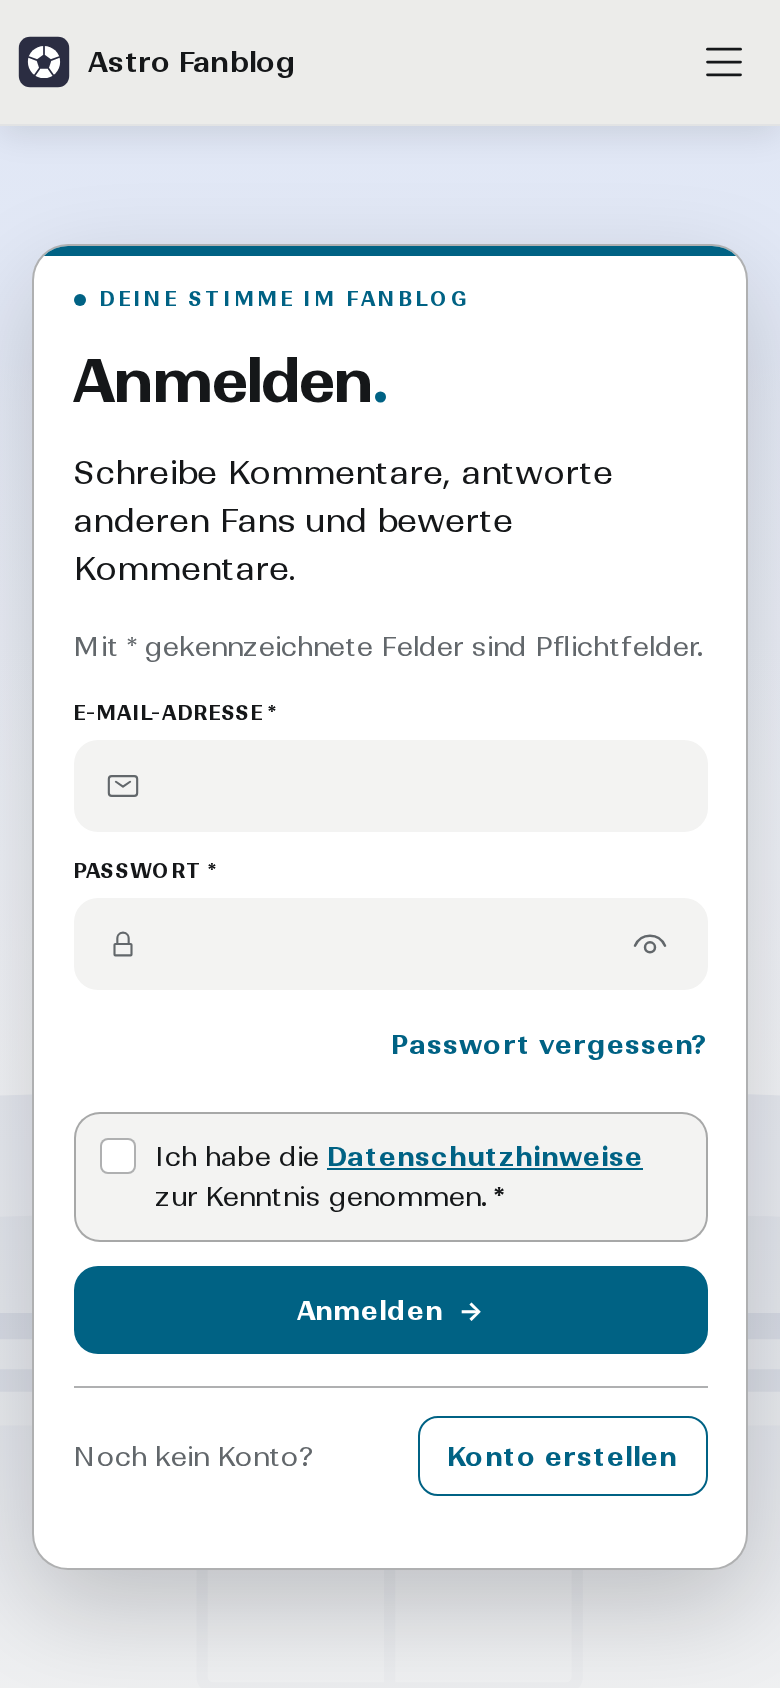 Astro Fanblog
DEINE STIMME IM FANBLOG
Anmelden.
Schreibe Kommentare, antworte
anderen Fans und bewerte
Kommentare.
Mit * gekennzeichnete Felder sind Pflichtfelder.
E-MAIL-ADRESSE *
PASSWORT *
Passwort vergessen?
Ich habe die Datenschutzhinweise
zur Kenntnis genommen. *
Anmelden →
Noch kein Konto?
Konto erstellen